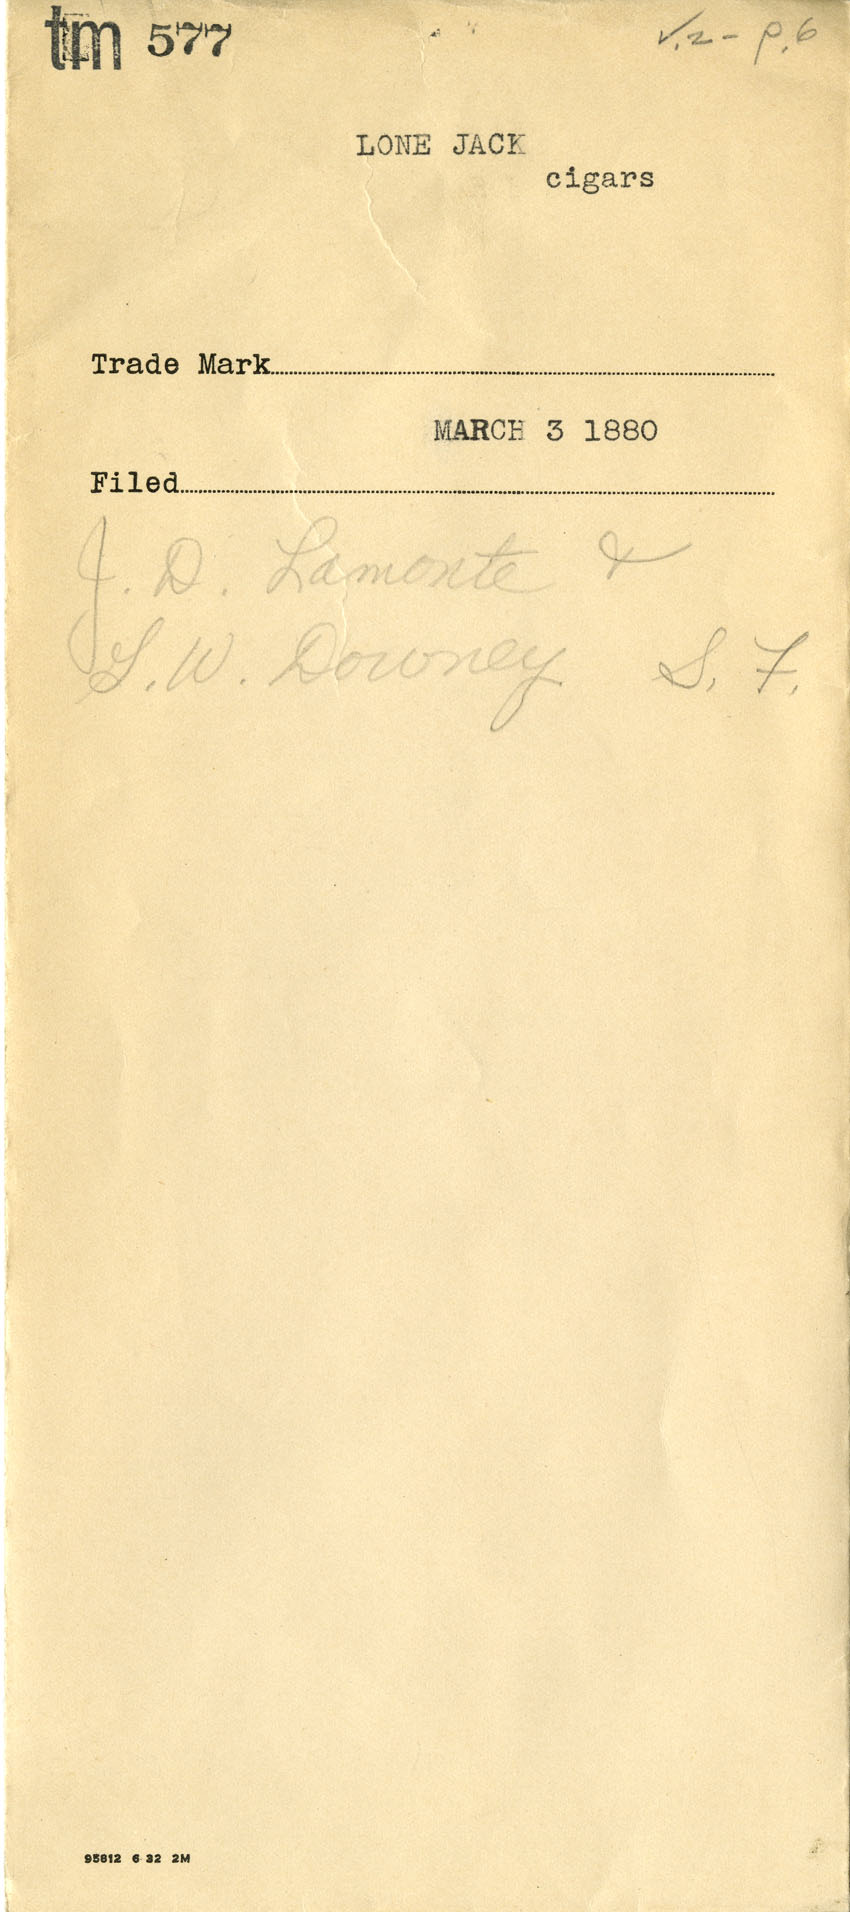 tm 577
v.2 - p.6
LONE JACK
cigars
Trade Mark
MARCH 3 1880
Filed
J. D. Lamonte &
S. W. Downey S. F.
95812 6 32 2M